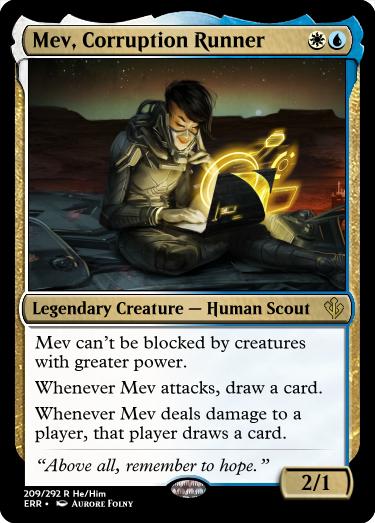 Mev, Corruption Runner
Legendary Creature — Human Scout
Mev can't be blocked by creatures
with greater power.
Whenever Mev attacks, draw a card.
Whenever Mev deals damage to a
player, that player draws a card.
“Above all, remember to hope.”
2/1
209/292 R He/Him
ERR • Aurore Folny